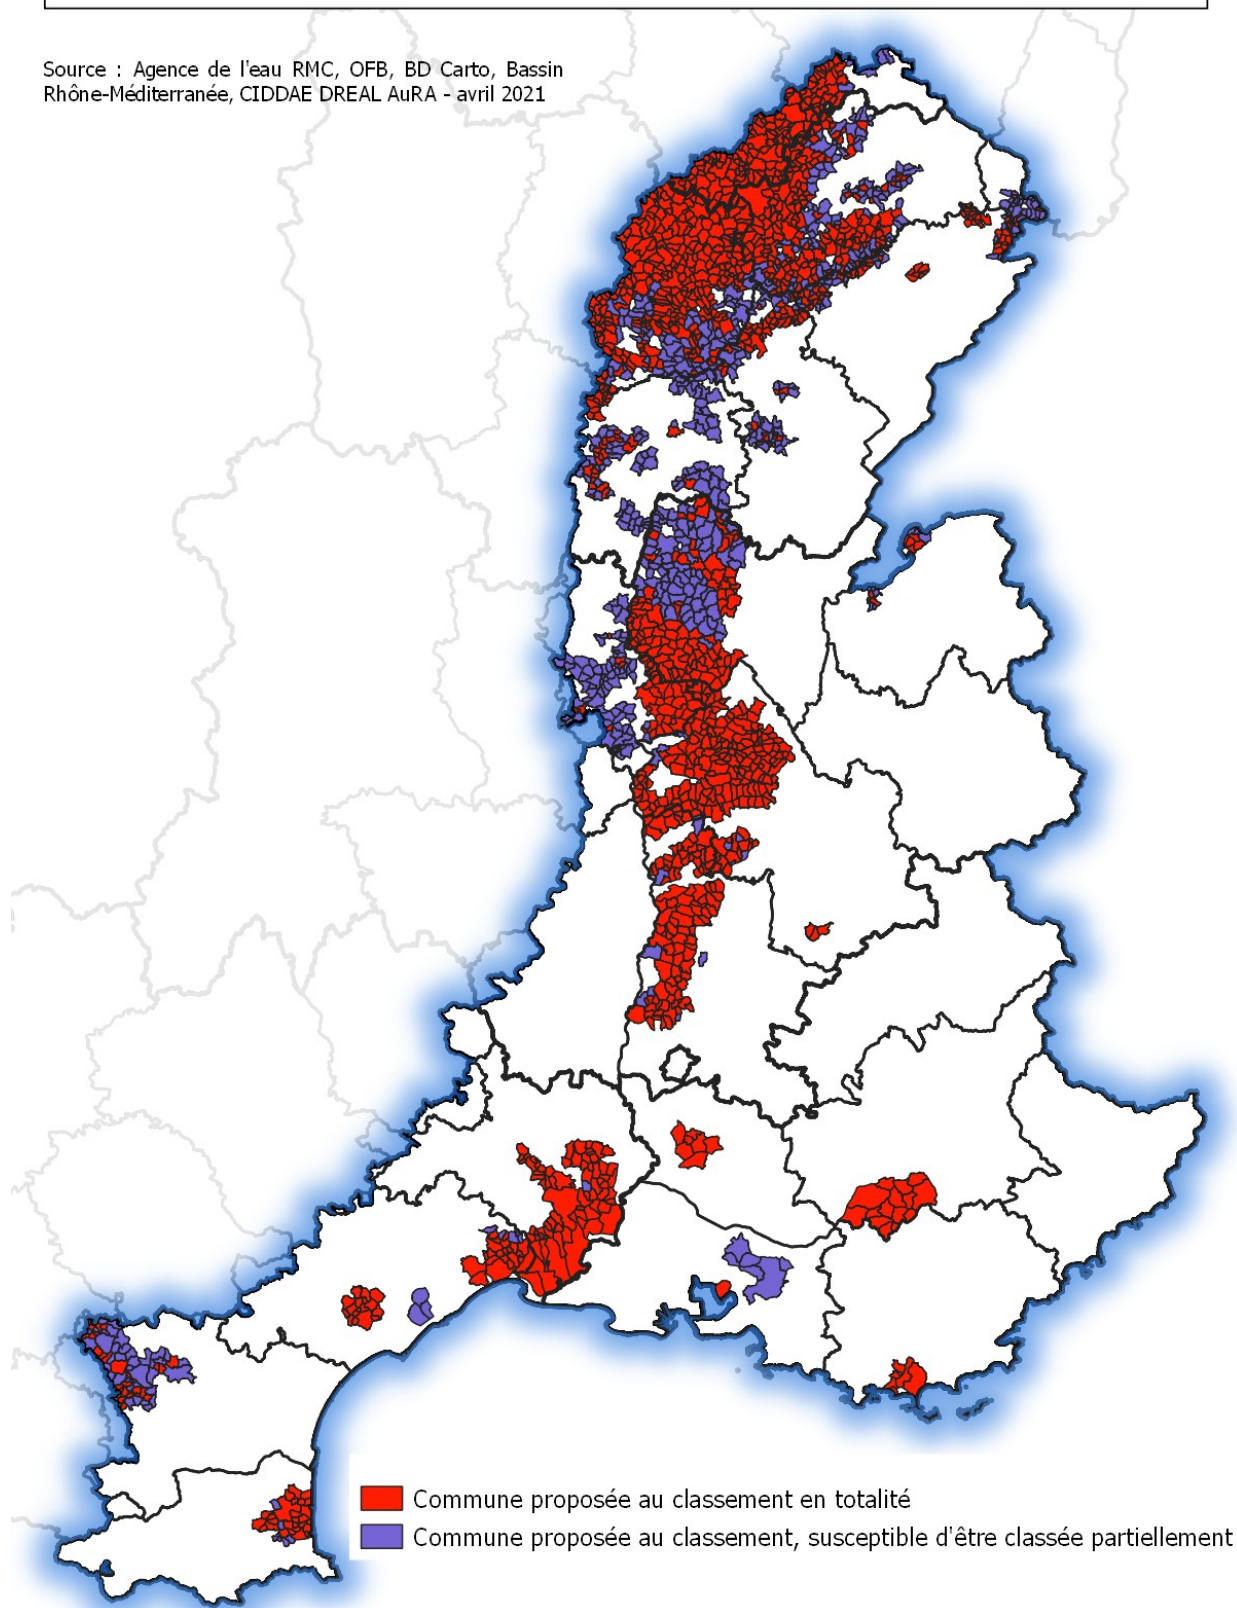 Source : Agence de l'eau RMC, OFB, BD Carto, Bassin
Rhône-Méditerranée, CIDDAE DREAL AuRA - avril 2021
Commune proposée au classement en totalité
Commune proposée au classement, susceptible d'être classée partiellement